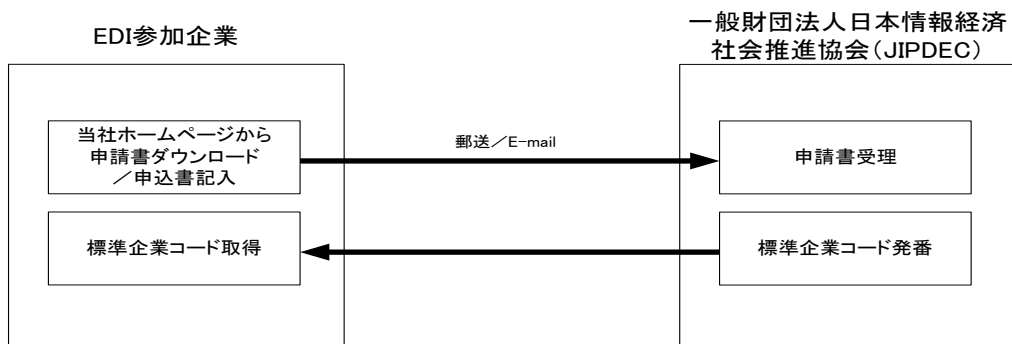 EDI参加企業
一般財団法人日本情報経済
社会推進協会(JIPDEC)
当社ホームページから
申請書ダウンロード
／申込書記入
郵送／E-mail
申請書受理
標準企業コード取得
標準企業コード発番